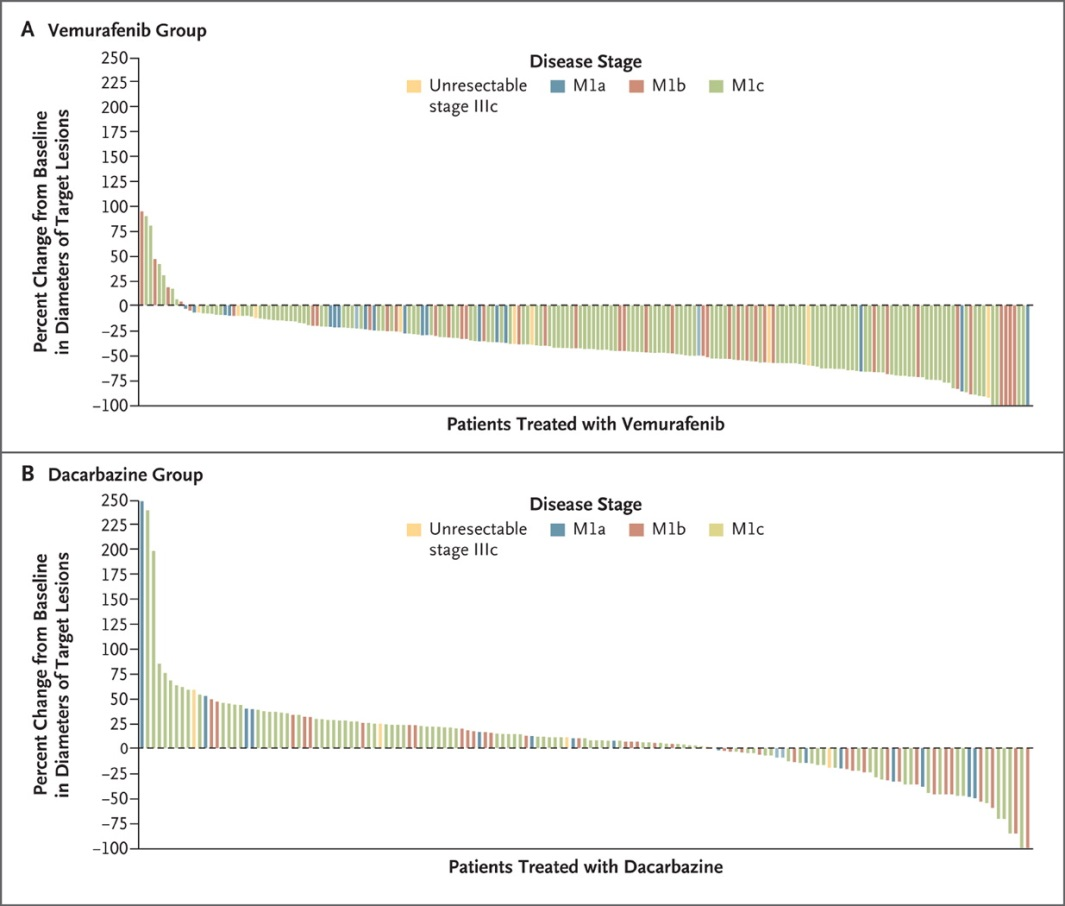 A Vemurafenib Group
Percent Change from Baseline
in Diameters of Target Lesions
250
225
200
175
150
125
100
75
50
25
0
−25
−50
−75
−100
Disease Stage
Unresectable
stage IIIc
M1a
M1b
M1c
Patients Treated with Vemurafenib
B Dacarbazine Group
Percent Change from Baseline
in Diameters of Target Lesions
250
225
200
175
150
125
100
75
50
25
0
−25
−50
−75
−100
Disease Stage
Unresectable
stage IIIc
M1a
M1b
M1c
Patients Treated with Dacarbazine